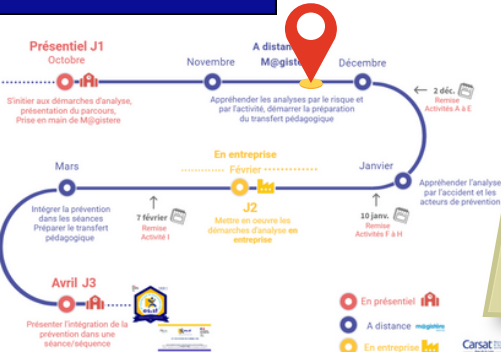 Présentiel J1
Octobre
S'initier aux démarches d'analyse,
présentation du parcours,
Prise en main de M@gistere
Novembre
A distan
M@giste
Décembre
Appréhender les analyses par le risque et
par l'activité, démarrer la préparation
du transfert pédagogique
← 2 déc.
Remise
Activités A à E
Janvier
Appréhender l'analyse
par l'accident et les
acteurs de prévention
↑
10 janv.
Remise
Activités F à H
En entreprise
Février
J2
Mettre en oeuvre les
démarches d'analyse en
entreprise
↑
7 février
Remise
Activité I
Mars
Intégrer la prévention
dans les séances
Préparer le transfert
pédagogique
Avril J3
Présenter l'intégration de la
prévention dans une
séance/séquence
En présentiel
A distance m@gistère
En entreprise
Carsat